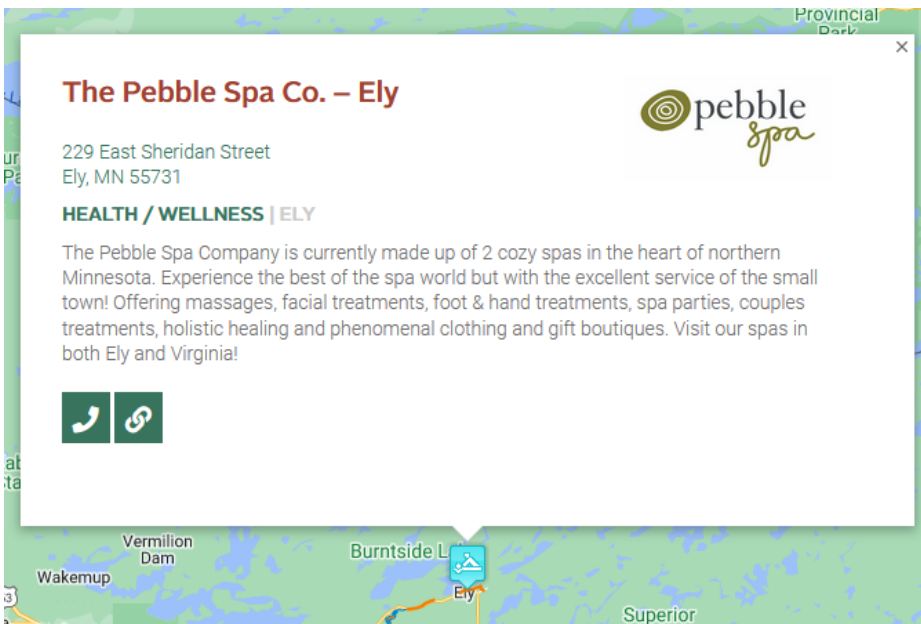 Provincial
Park
×
The Pebble Spa Co. – Ely
pebble
spa
229 East Sheridan Street
Ely, MN 55731
HEALTH / WELLNESS | ELY
The Pebble Spa Company is currently made up of 2 cozy spas in the heart of northern
Minnesota. Experience the best of the spa world but with the excellent service of the small
town! Offering massages, facial treatments, foot & hand treatments, spa parties, couples
treatments, holistic healing and phenomenal clothing and gift boutiques. Visit our spas in
both Ely and Virginia!
Vermilion
Dam
Burntside L
Wakemup
Ely
Superior